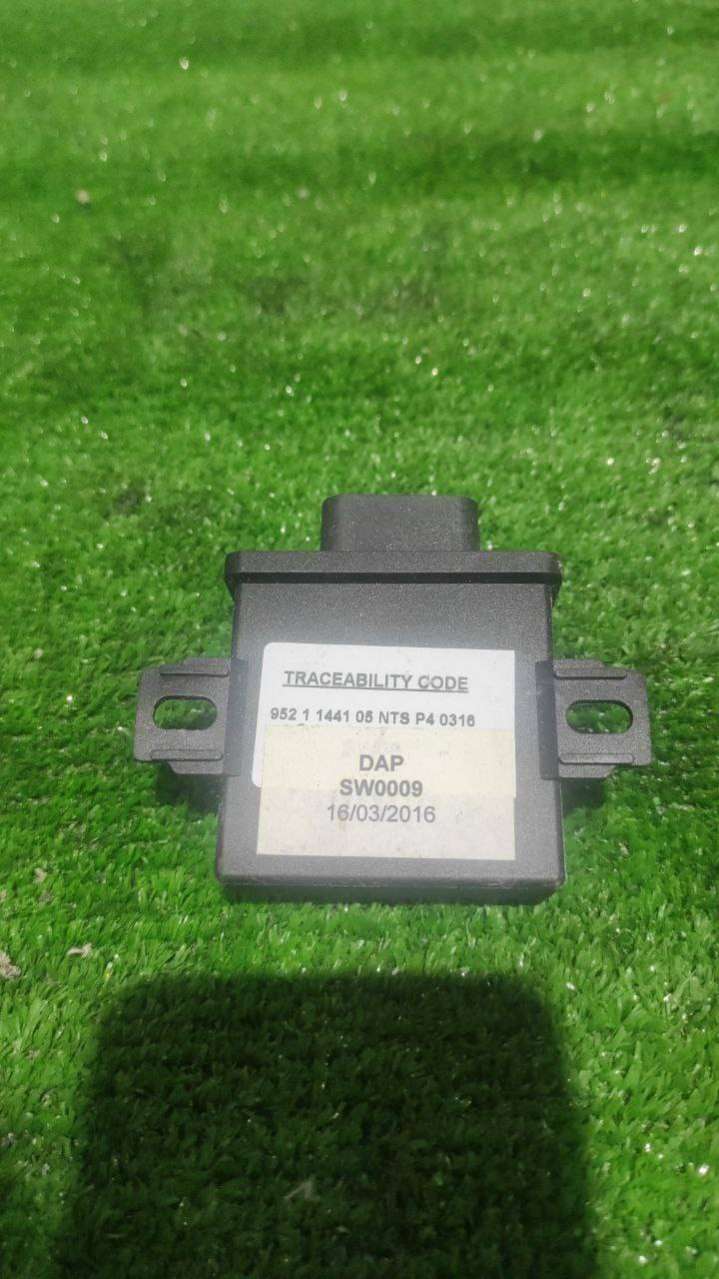 TRACEABILITY CODE
952 1 1441 05 NTS P4 0316
DAP
SW0009
16/03/2016